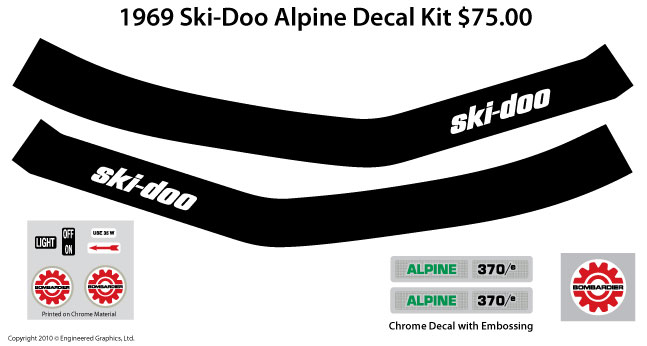 1969 Ski-Doo Alpine Decal Kit $75.00
ski-doo
ski-doo
LIGHT
OFF
ON
USE 35 W
BOMBARDIER
BOMBARDIER
Printed on Chrome Material
ALPINE 370/E
ALPINE 370/E
Chrome Decal with Embossing
BOMBARDIER
Copyright 2010 © Engineered Graphics, Ltd.